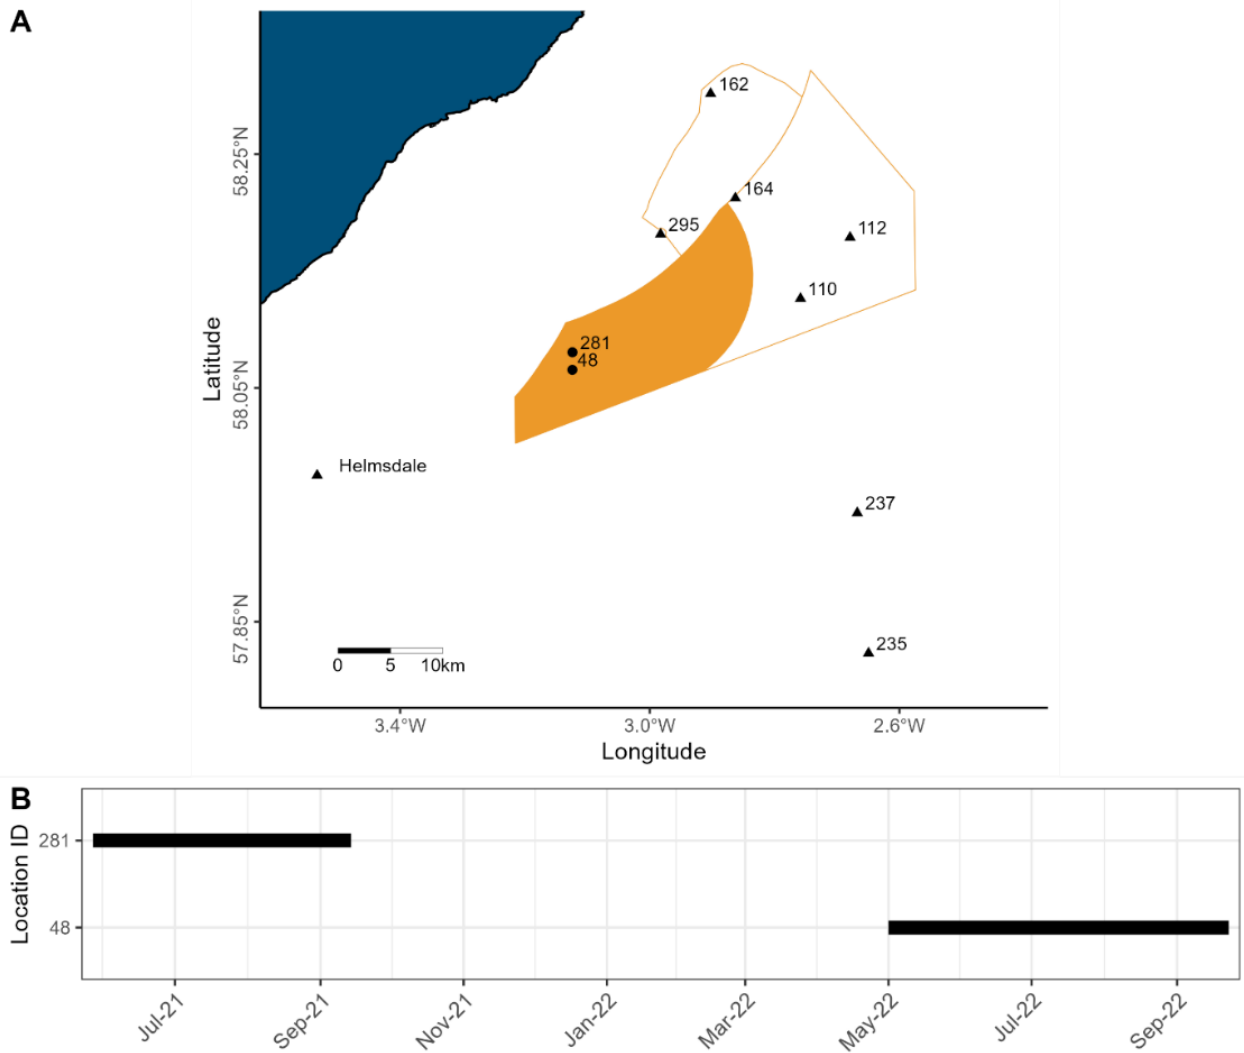 A
162
58.25°N
164
295
112
110
281
48
Latitude
58.05°N
Helmsdale
237
57.85°N
235
0 5 10km
3.4°W 3.0°W 2.6°W
Longitude
B
Location ID
281
48
Jul-21 Sep-21 Nov-21 Jan-22 Mar-22 May-22 Jul-22 Sep-22